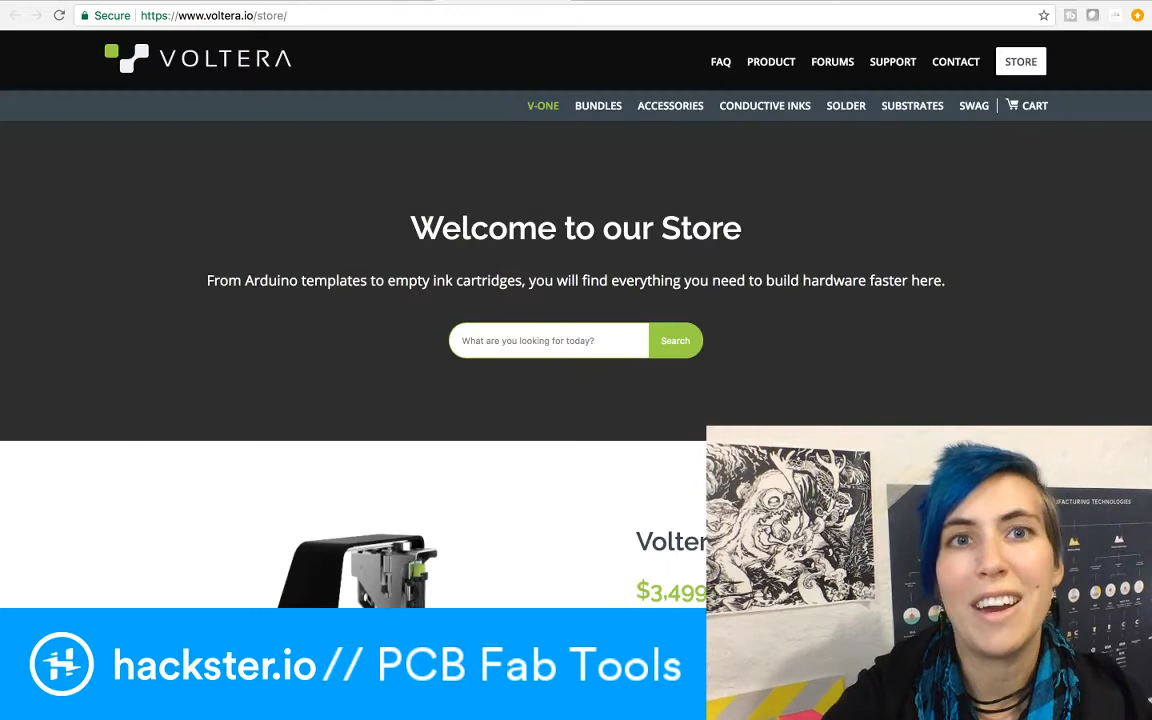 Secure https://www.voltera.io/store/
VOLTERA
FAQ PRODUCT FORUMS SUPPORT CONTACT STORE
V-ONE BUNDLES ACCESSORIES CONDUCTIVE INKS SOLDER SUBSTRATES SWAG CART
Welcome to our Store
From Arduino templates to empty ink cartridges, you will find everything you need to build hardware faster here.
What are you looking for today? Search
Volter
$3,499
UFACTURING TECHNOLOGIES
hackster.io // PCB Fab Tools